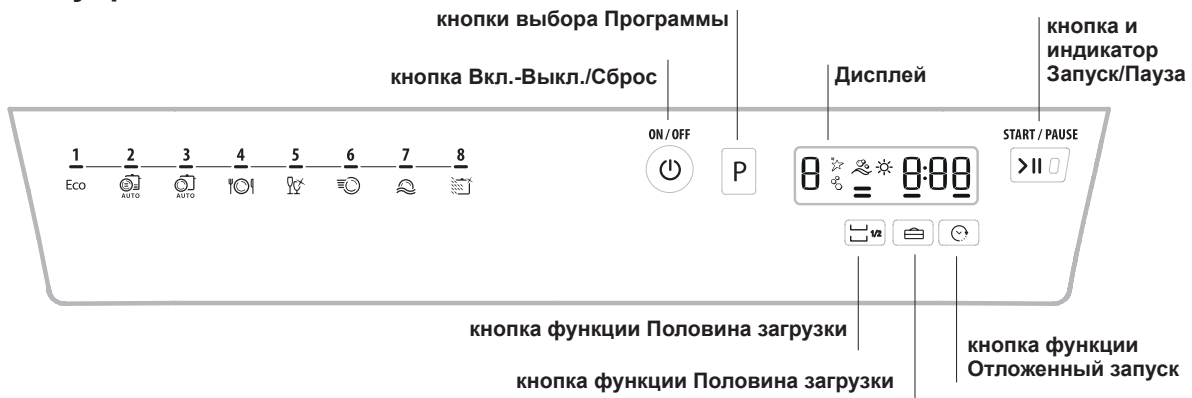 кнопки выбора Программы
кнопка и
индикатор
Запуск/Пауза
кнопка Вкл.-Выкл./Сброс
Дисплей
ON / OFF
START / PAUSE
1 2 3 4 5 6 7 8
Eco
AUTO AUTO
P
8 8:88
1/2
кнопка функции Половина загрузки
кнопка функции
Отложенный запуск
кнопка функции Половина загрузки